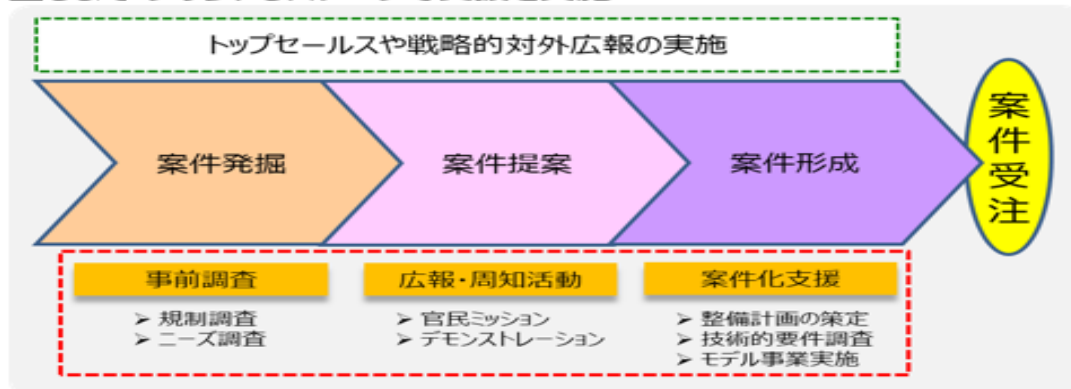 トップセールスや戦略的対外広報の実施
案件発掘
案件提案
案件形成
案件受注
事前調査
➢ 規制調査
➢ ニーズ調査
広報・周知活動
➢ 官民ミッション
➢ デモンストレーション
案件化支援
➢ 整備計画の策定
➢ 技術的要件調査
➢ モデル事業実施